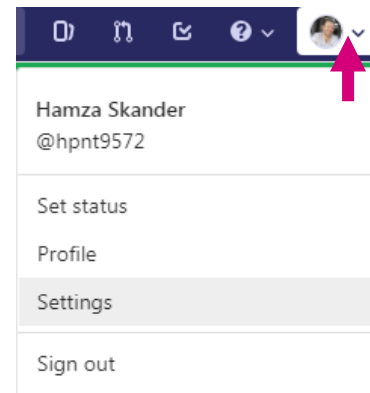 Hamza Skander
@hpnt9572
Set status
Profile
Settings
Sign out